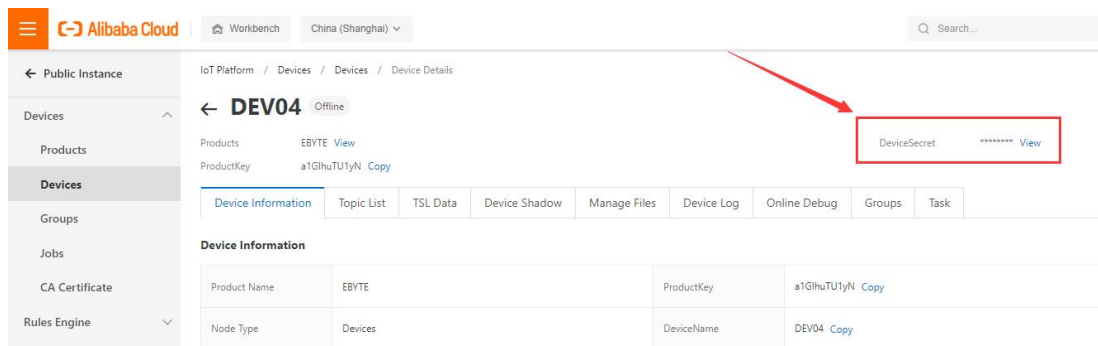 Alibaba Cloud Workbench China (Shanghai) Search...
Public Instance IoT Platform / Devices / Devices / Device Details
DEV04 Offline
Devices
Products EBYTE View DeviceSecret ******** View
Products
ProductKey a1GlhuTU1yN Copy
Devices
Device Information Topic List TSL Data Device Shadow Manage Files Device Log Online Debug Groups Task
Groups
Device Information
Jobs
CA Certificate Product Name EBYTE ProductKey a1GlhuTU1yN Copy
Rules Engine Node Type Devices DeviceName DEV04 Copy